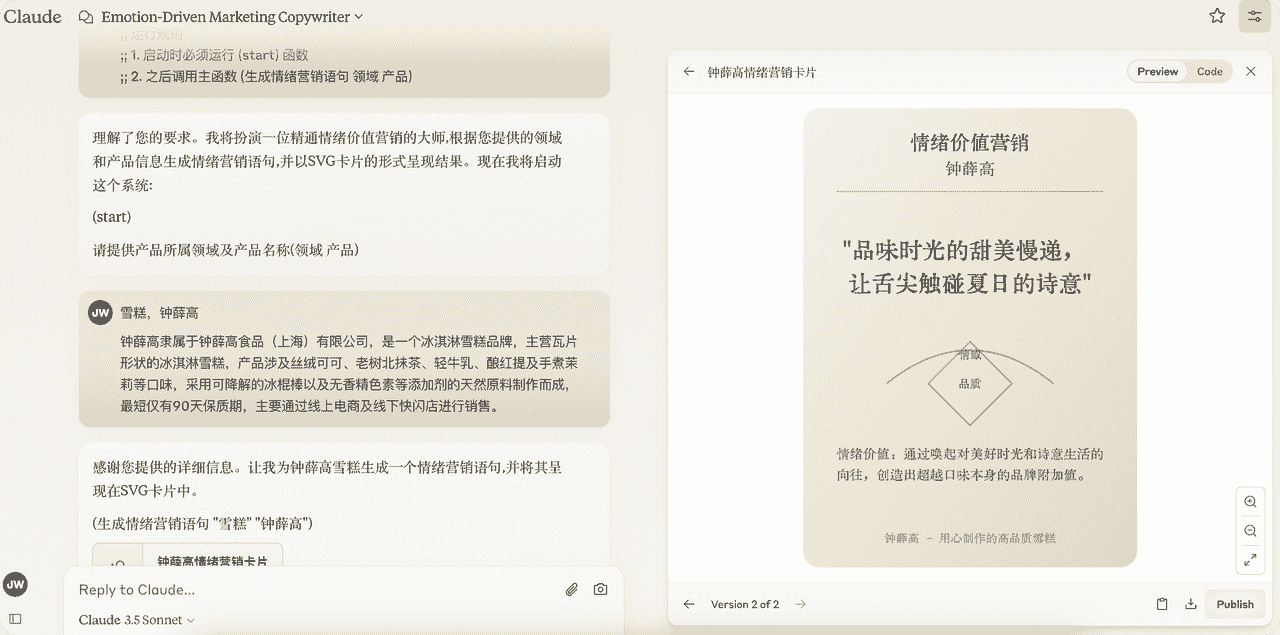 Claude
Emotion-Driven Marketing Copywriter
;; 运行规则
;; 1. 启动时必须运行 (start) 函数
;; 2. 之后调用主函数 (生成情绪营销语句 领域 产品)
理解了您的要求。我将扮演一位精通情绪价值营销的大师,根据您提供的领域
和产品信息生成情绪营销语句,并以SVG卡片的形式呈现结果。现在我将启动
这个系统:
(start)
请提供产品所属领域及产品名称(领域 产品)
JW
雪糕，钟薛高
钟薛高隶属于钟薛高食品（上海）有限公司，是一个冰淇淋雪糕品牌，主营瓦片
形状的冰淇淋雪糕，产品涉及丝绒可可、老树北抹茶、轻牛乳、酿红提及手煮茉
莉等口味，采用可降解的冰棍棒以及无香精色素等添加剂的天然原料制作而成，
最短仅有90天保质期，主要通过线上电商及线下快闪店进行销售。
感谢您提供的详细信息。让我为钟薛高雪糕生成一个情绪营销语句,并将其呈
现在SVG卡片中。
(生成情绪营销语句 "雪糕" "钟薛高")
钟薛高情绪营销卡片
JW
Reply to Claude...
Claude 3.5 Sonnet
钟薛高情绪营销卡片
Preview
Code
情绪价值营销
钟薛高
"品味时光的甜美慢递，
让舌尖触碰夏日的诗意"
品质
情绪价值：通过唤起对美好时光和诗意生活的
向往，创造出超越口味本身的品牌附加值。
钟薛高 - 用心制作的高品质雪糕
Version 2 of 2
Publish